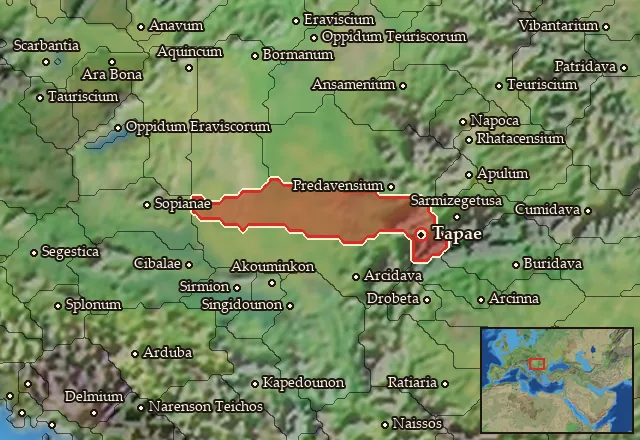 Eraviscium
Anavum
Vibantarium
Oppidum Teuriscorum
Scarbantia
Aquincum
Bormanum
Patridava
Ara Bona
Ansamenium
Teuriscium
Tauriscium
Napoca
Oppidum Eraviscorum
Rhatacensium
Apulum
Predavensium
Sarmizegetusa
Sopianae
Cumidava
Tapae
Segestica
Cibalae
Akouminkon
Buridava
Arcidava
Sirmion
Singidounon
Drobeta
Arcinna
Splonum
Arduba
Kapedounon
Ratiaria
Delmium
Narenson Teichos
Naissos